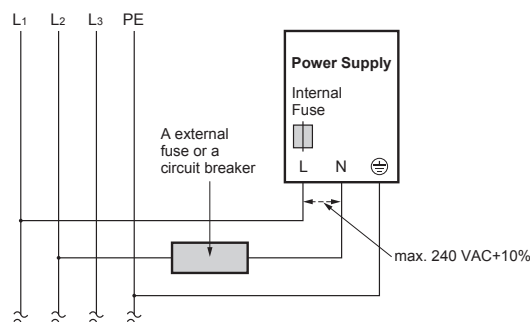 L1 L2 L3 PE
Power Supply
Internal
Fuse
L N
A external
fuse or a
circuit breaker
max. 240 VAC+10%